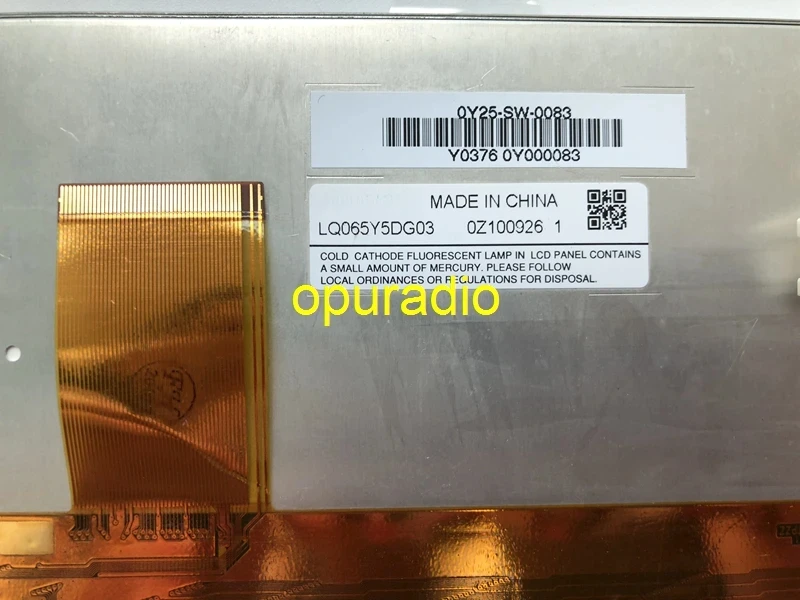 0Y25-SW-0083
Y0376 0Y000083
MADE IN CHINA
LQ065Y5DG03 0Z100926 1
COLD CATHODE FLUORESCENT LAMP IN LCD PANEL CONTAINS
A SMALL AMOUNT OF MERCURY. PLEASE FOLLOW
LOCAL ORDINANCES OR REGULATIONS FOR DISPOSAL.
opuradio